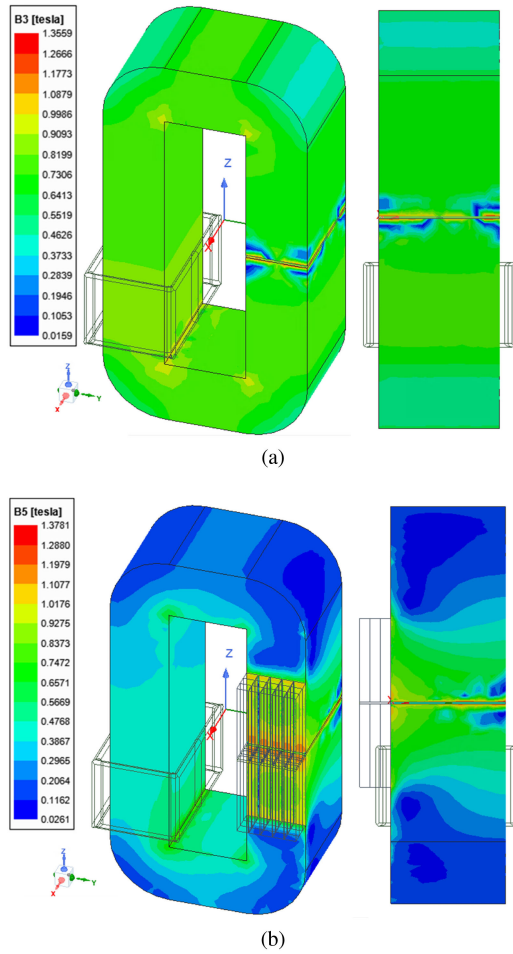 B3 [tesla]
1.3559
1.2666
1.1773
1.0879
0.9986
0.9093
0.8199
0.7306
0.6413
0.5519
0.4626
0.3733
0.2839
0.1946
0.1053
0.0159
Z
X
Z
Y
X
(a)
B5 [tesla]
1.3781
1.2880
1.1979
1.1077
1.0176
0.9275
0.8373
0.7472
0.6571
0.5669
0.4768
0.3867
0.2965
0.2064
0.1162
0.0261
Z
X
Z
Y
X
(b)